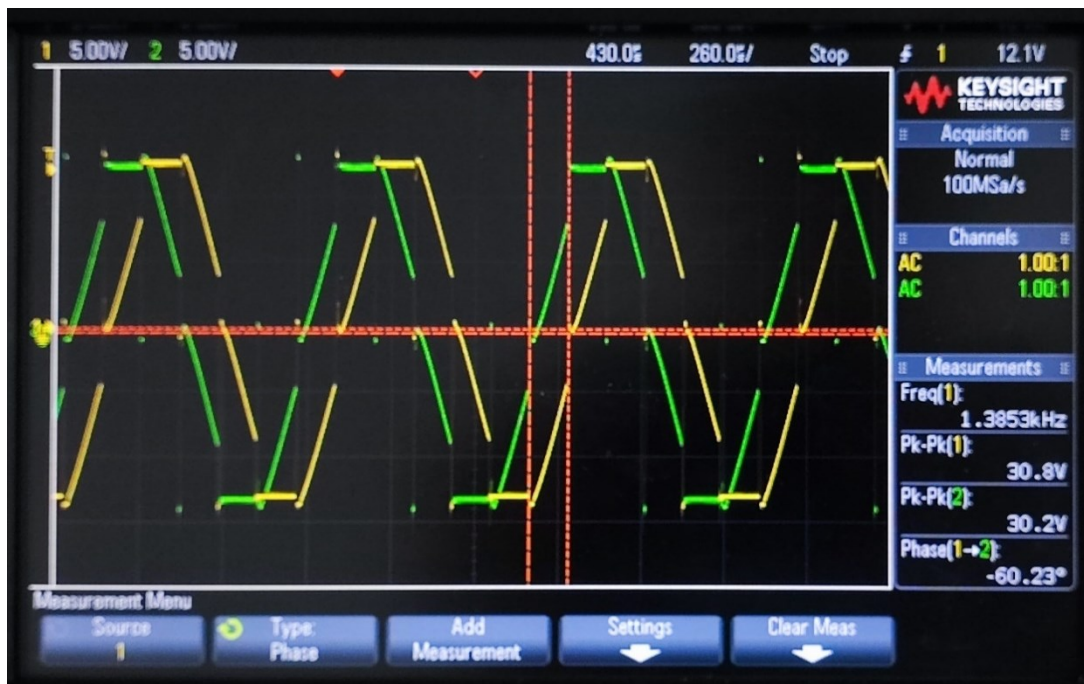 1 5.00V/ 2 5.00V/ 430.0s 260.0s/ Stop 1 12.1V
KEYSIGHT
TECHNOLOGIES
Acquisition
Normal
100MSa/s
Channels
AC 1.00:1
AC 1.00:1
Measurements
Freq(1):
1.3853kHz
Pk-Pk(1):
30.8V
Pk-Pk(2):
30.2V
Phase(1→2):
-60.23°
Measurement Menu
Source
1
Type:
Phase
Add
Measurement
Settings
Clear Meas